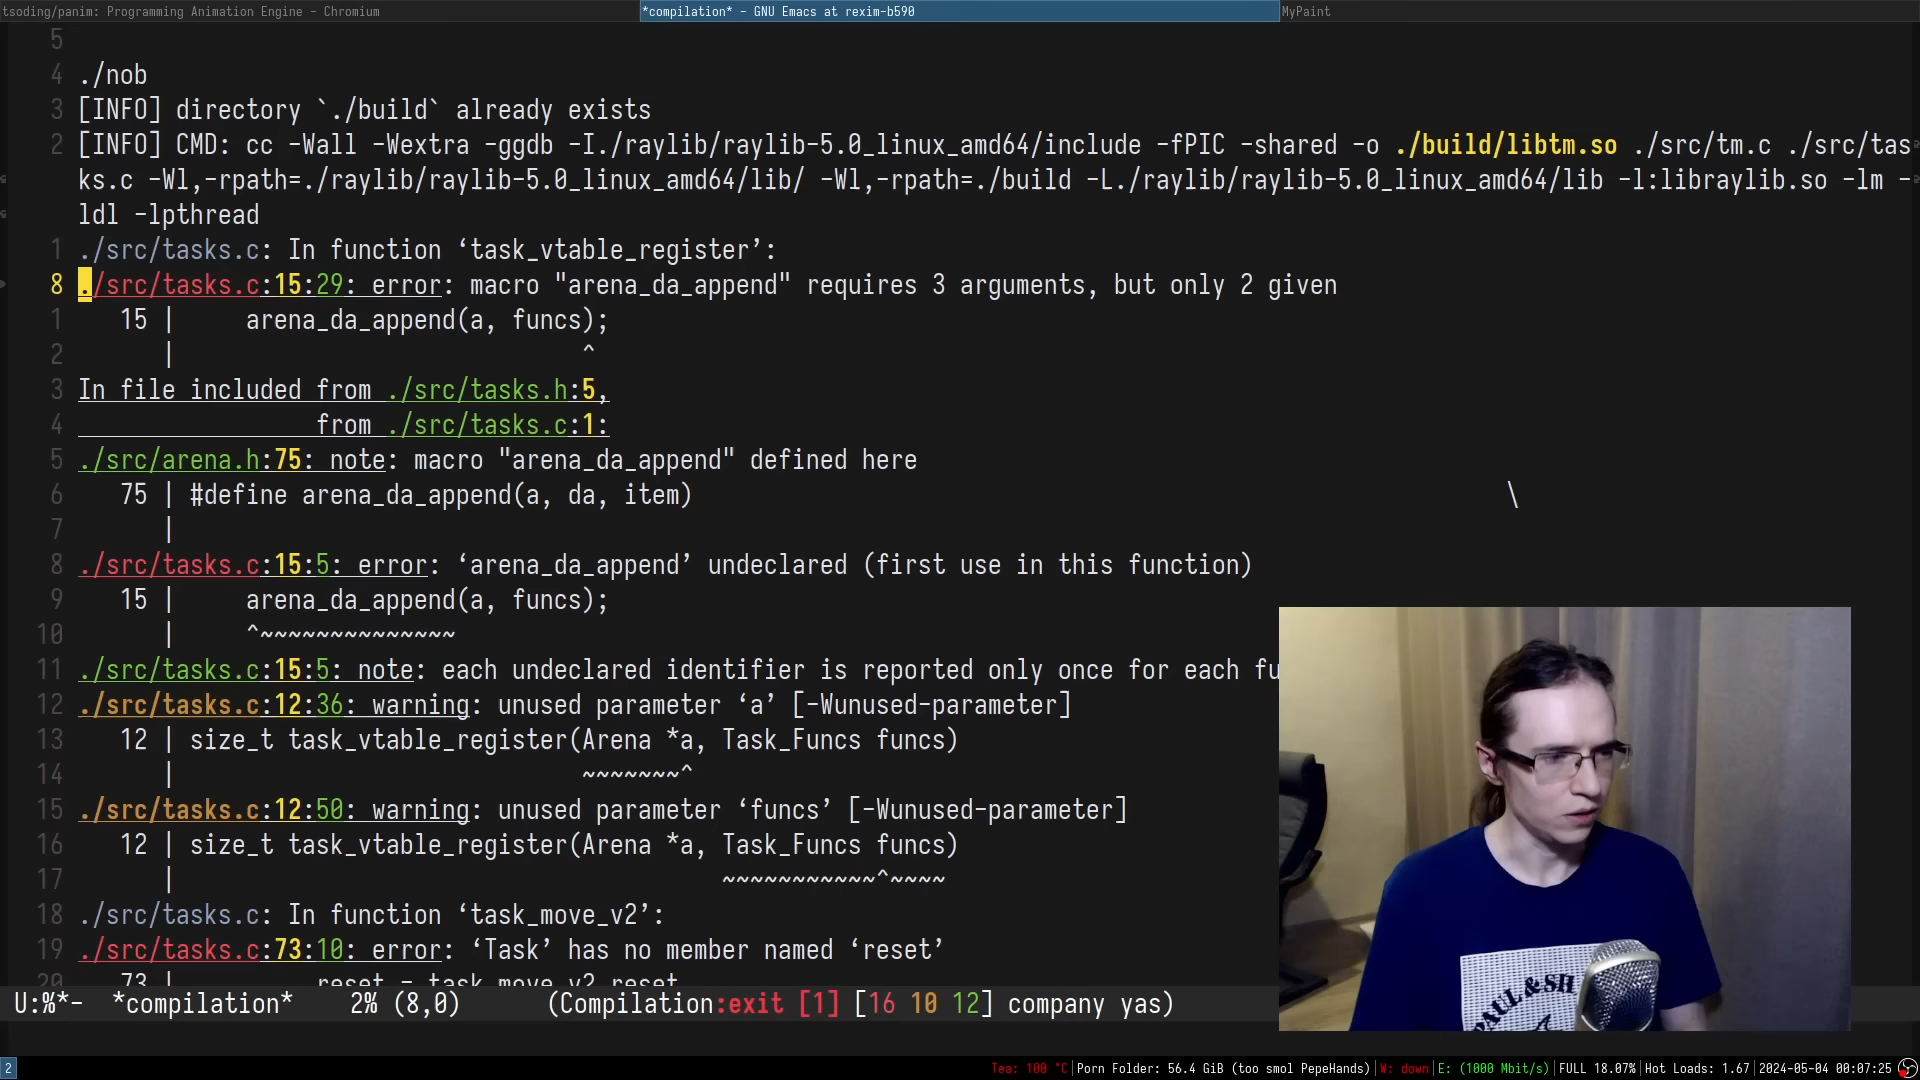 tsoding/panim: Programming Animation Engine – Chromium
*compilation* - GNU Emacs at rexim-b590
MyPaint
5
4 ./nob
3 [INFO] directory `./build` already exists
2 [INFO] CMD: cc -Wall -Wextra -ggdb -I./raylib/raylib-5.0_linux_amd64/include -fPIC -shared -o ./build/libtm.so ./src/tm.c ./src/tas
ks.c -Wl,-rpath=./raylib/raylib-5.0_linux_amd64/lib/ -Wl,-rpath=./build -L./raylib/raylib-5.0_linux_amd64/lib -l:libraylib.so -lm -
ldl -lpthread
1 ./src/tasks.c: In function ‘task_vtable_register’:
8 ./src/tasks.c:15:29: error: macro "arena_da_append" requires 3 arguments, but only 2 given
1    15 |     arena_da_append(a, funcs);
2       |                             ^
3 In file included from ./src/tasks.h:5,
4                  from ./src/tasks.c:1:
5 ./src/arena.h:75: note: macro "arena_da_append" defined here
6    75 | #define arena_da_append(a, da, item) \
7       |
8 ./src/tasks.c:15:5: error: ‘arena_da_append’ undeclared (first use in this function)
9    15 |     arena_da_append(a, funcs);
10       |     ^~~~~~~~~~~~~~~
11 ./src/tasks.c:15:5: note: each undeclared identifier is reported only once for each fu
12 ./src/tasks.c:12:36: warning: unused parameter ‘a’ [-Wunused-parameter]
13    12 | size_t task_vtable_register(Arena *a, Task_Funcs funcs)
14       |                             ~~~~~~~^
15 ./src/tasks.c:12:50: warning: unused parameter ‘funcs’ [-Wunused-parameter]
16    12 | size_t task_vtable_register(Arena *a, Task_Funcs funcs)
17       |                                       ~~~~~~~~~~~^~~~~
18 ./src/tasks.c: In function ‘task_move_v2’:
19 ./src/tasks.c:73:10: error: ‘Task’ has no member named ‘reset’
20    73 |         .reset = task_move_v2_reset,
PAUL & SH
U:%*-  *compilation*    2% (8,0)      (Compilation:exit [1] [16 10 12] company yas)
2
Tea: 100 °C|Porn Folder: 56.4 GiB (too smol PepeHands)|W: down|E: (1000 Mbit/s)|FULL 18.07%|Hot Loads: 1.67|2024-05-04 00:07:25